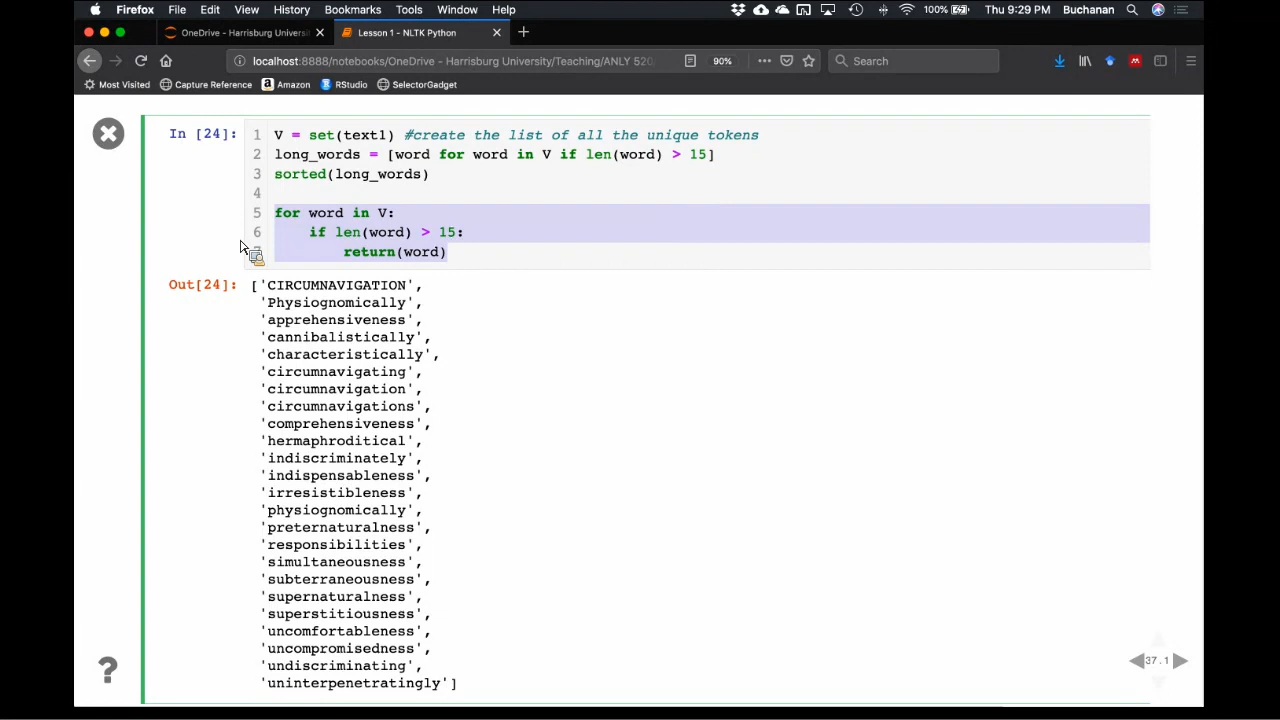 Firefox File Edit View History Bookmarks Tools Window Help 100% Thu 9:29 PM Buchanan
OneDrive - Harrisburg Universi Lesson 1 - NLTK Python
localhost:8888/notebooks/OneDrive - Harrisburg University/Teaching/ANLY 520 90% Search
Most Visited Capture Reference Amazon RStudio SelectorGadget
In [24]: 1 V = set(text1) #create the list of all the unique tokens
2 long_words = [word for word in V if len(word) > 15]
3 sorted(long_words)
4
5 for word in V:
6 if len(word) > 15:
return(word)
Out[24]: ['CIRCUMNAVIGATION',
'Physiognomically',
'apprehensiveness',
'cannibalistically',
'characteristically',
'circumnavigating',
'circumnavigation',
'circumnavigations',
'comprehensiveness',
'hermaphroditical',
'indiscriminately',
'indispensableness',
'irresistibleness',
'physiognomically',
'preternaturalness',
'responsibilities',
'simultaneousness',
'subterraneousness',
'supernaturalness',
'superstitiousness',
'uncomfortableness',
'uncompromisedness',
'undiscriminating',
'uninterpenetratingly']
?
37.1